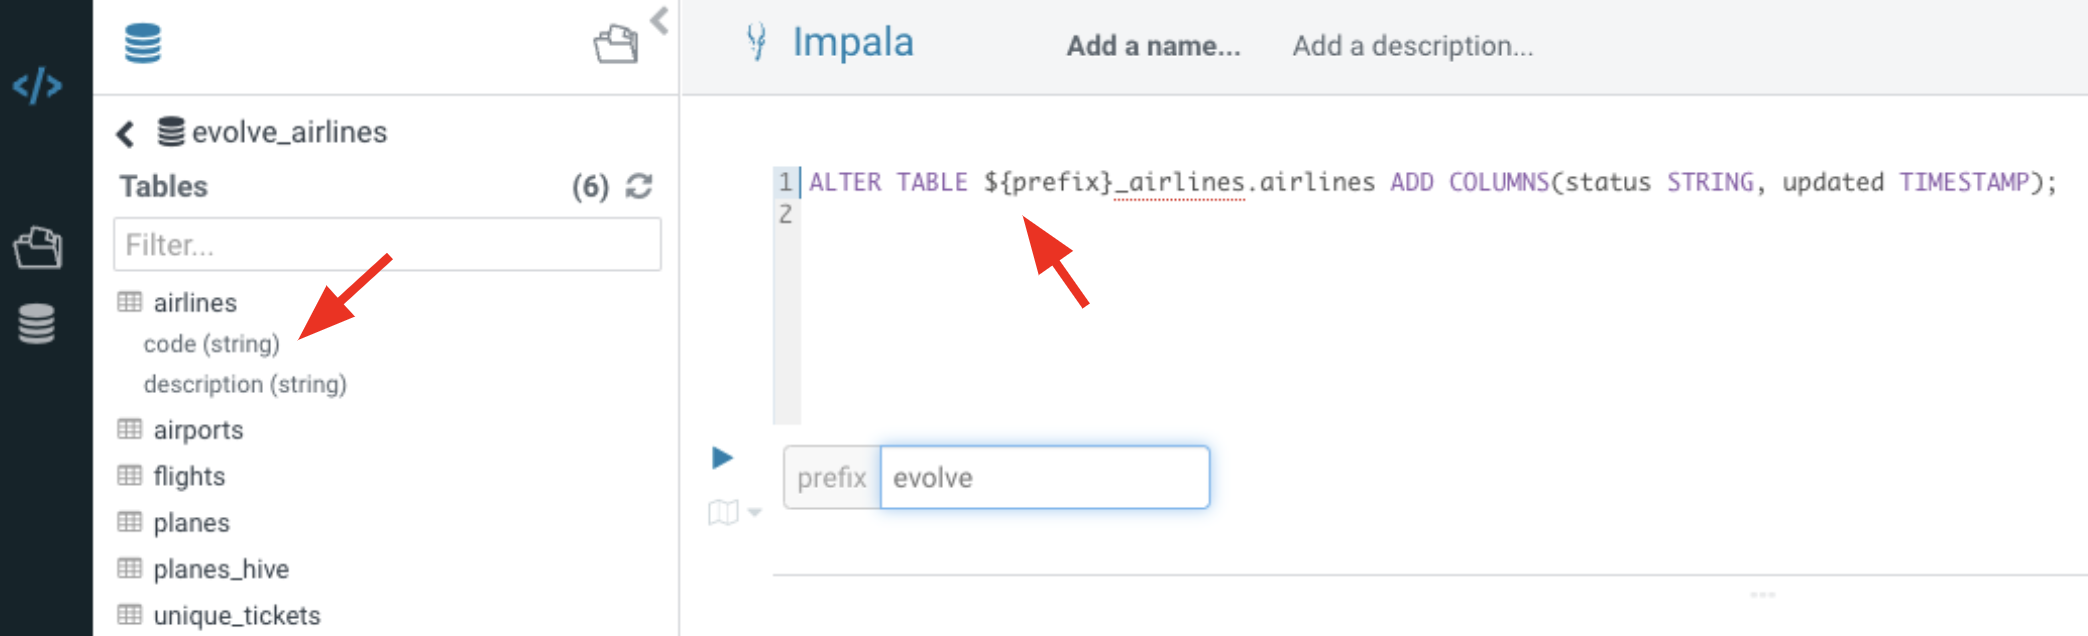 Impala
Add a name...
Add a description...
evolve_airlines
Tables (6)
Filter...
airlines
code (string)
description (string)
airports
flights
planes
planes_hive
unique_tickets
1 ALTER TABLE ${prefix}_airlines.airlines ADD COLUMNS(status STRING, updated TIMESTAMP);
2
prefix evolve